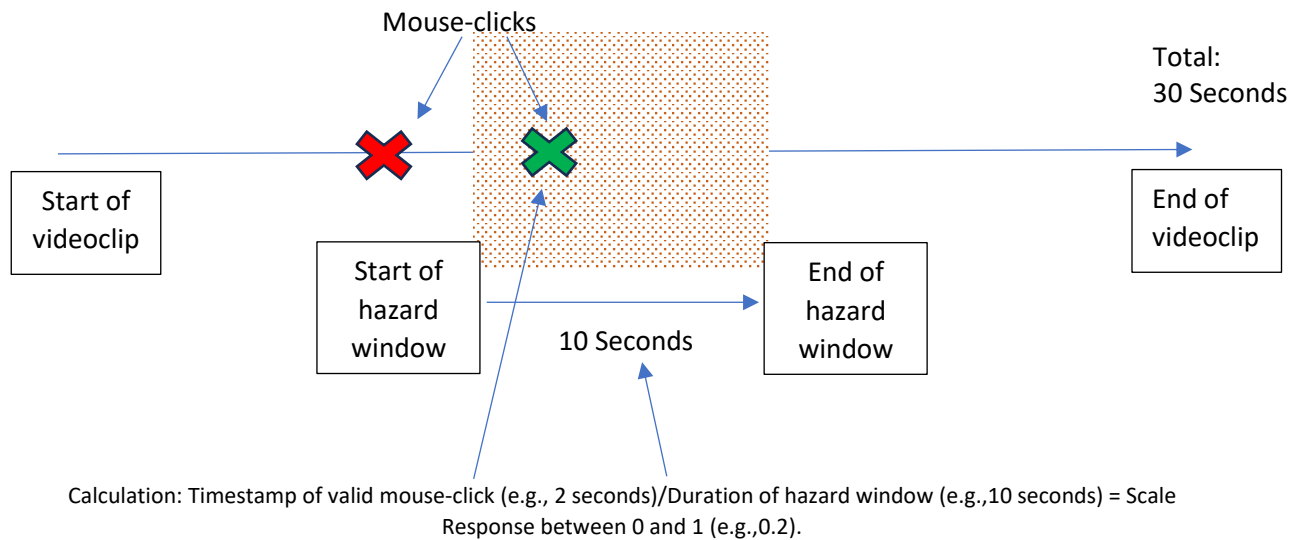 Mouse-clicks
Total:
30 Seconds
Start of
videoclip
End of
videoclip
Start of
hazard
window
10 Seconds
End of
hazard
window
Calculation: Timestamp of valid mouse-click (e.g., 2 seconds)/Duration of hazard window (e.g.,10 seconds) = Scale
Response between 0 and 1 (e.g.,0.2).